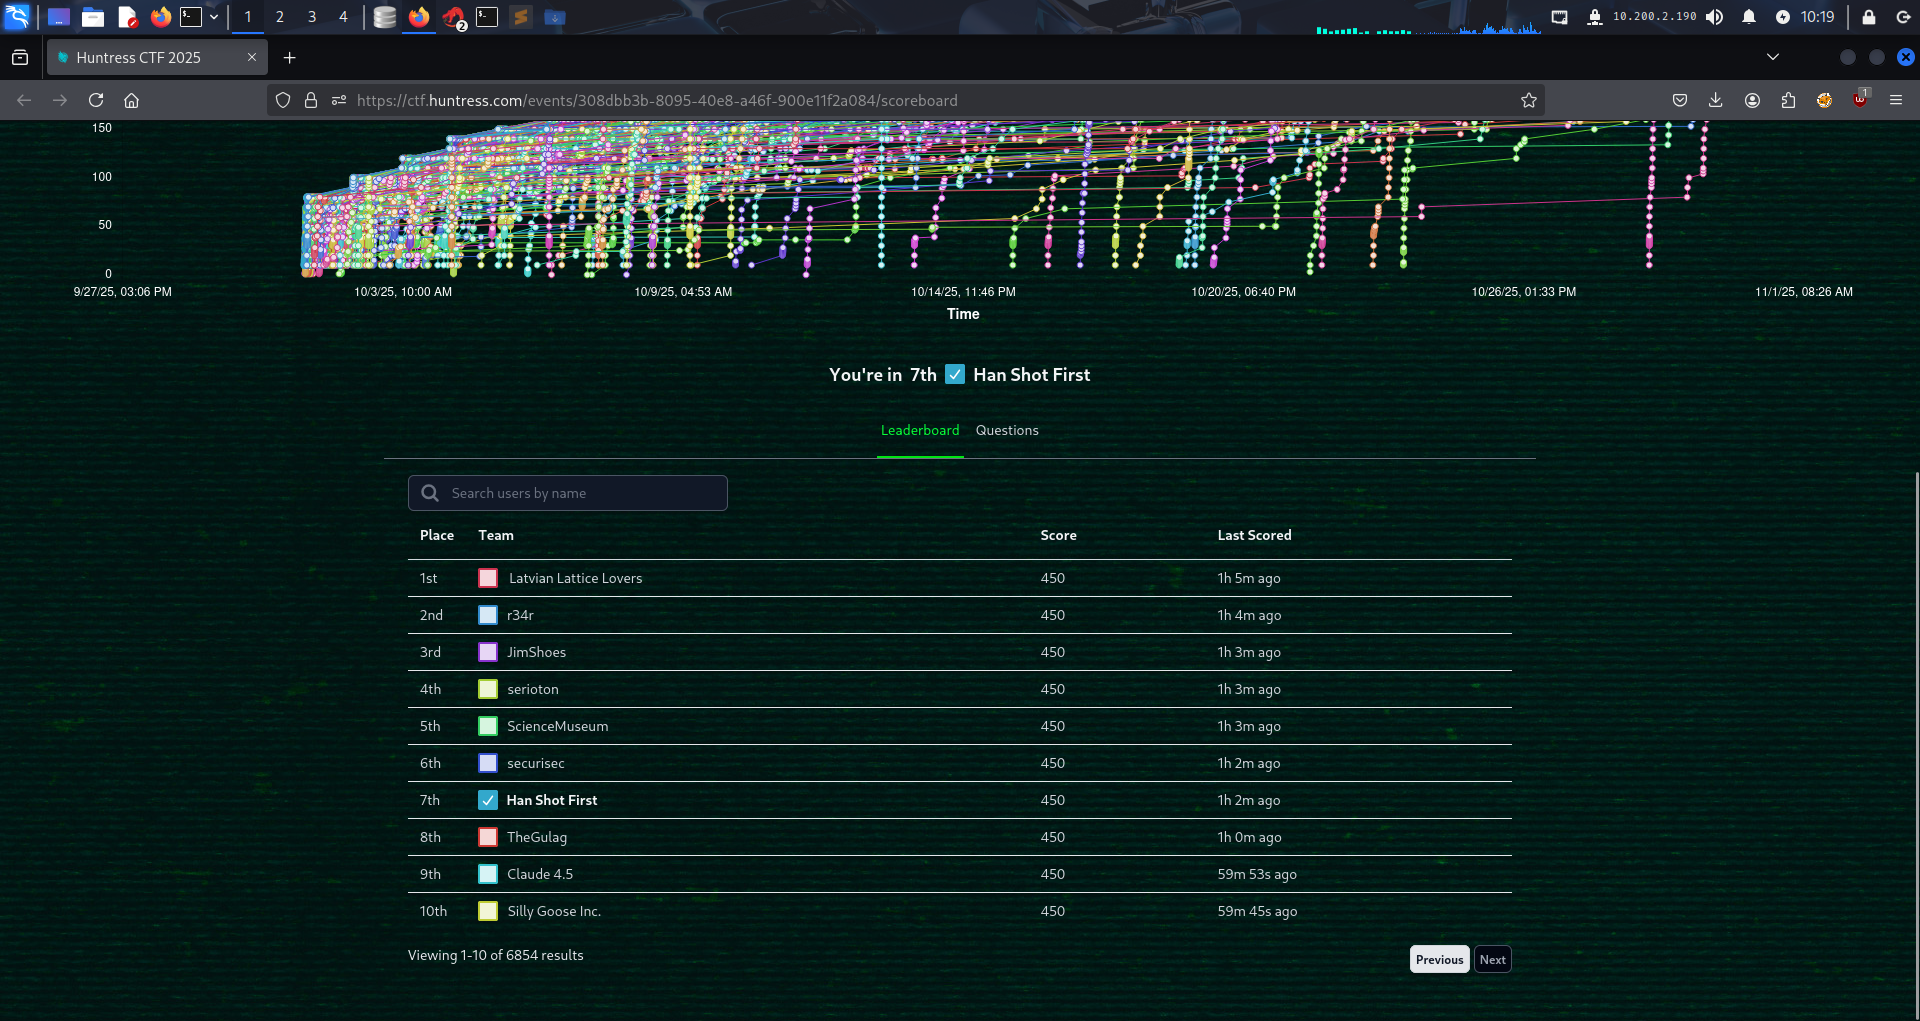 1 2 3 4 2 10.200.2.190 10:19
Huntress CTF 2025
https://ctf.huntress.com/events/308dbb3b-8095-40e8-a46f-900e11f2a084/scoreboard 1
150
100
50
0
9/27/25, 03:06 PM 10/3/25, 10:00 AM 10/9/25, 04:53 AM 10/14/25, 11:46 PM 10/20/25, 06:40 PM 10/26/25, 01:33 PM 11/1/25, 08:26 AM
Time
You're in 7th Han Shot First
Leaderboard Questions
Search users by name
Place Team Score Last Scored
1st Latvian Lattice Lovers 450 1h 5m ago
2nd r34r 450 1h 4m ago
3rd JimShoes 450 1h 3m ago
4th serioton 450 1h 3m ago
5th ScienceMuseum 450 1h 3m ago
6th securisec 450 1h 2m ago
7th Han Shot First 450 1h 2m ago
8th TheGulag 450 1h 0m ago
9th Claude 4.5 450 59m 53s ago
10th Silly Goose Inc. 450 59m 45s ago
Viewing 1-10 of 6854 results Previous Next